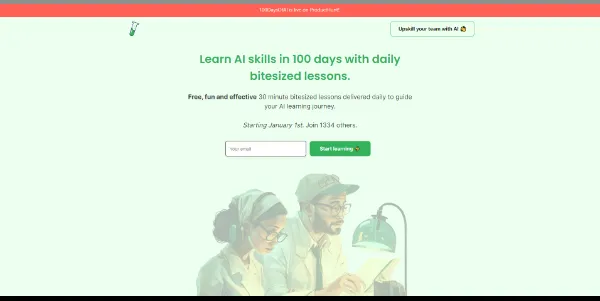 100DaysOfAI is live on ProductHunt!
Upskill your team with AI 🧑‍🚀
Learn AI skills in 100 days with daily
bitesized lessons.
Free, fun and effective 30 minute bitesized lessons delivered daily to guide
your AI learning journey.
Starting January 1st. Join 1334 others.
Your email
Start learning